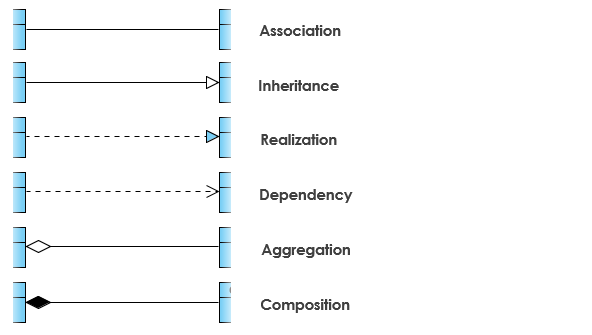 Association
Inheritance
Realization
Dependency
Aggregation
Composition